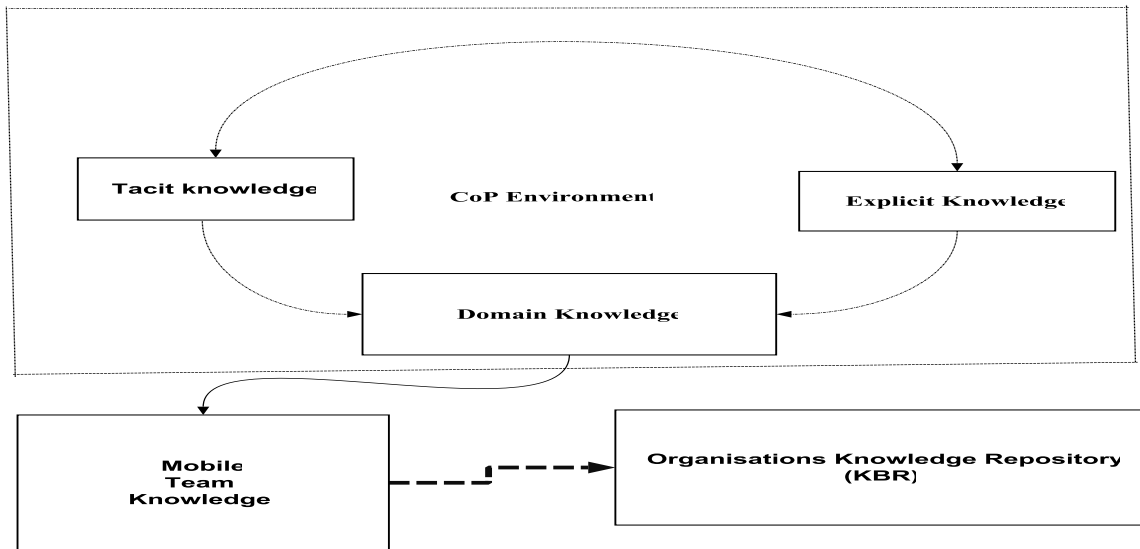 Tacit knowledge
CoP Environment
Explicit Knowledge
Domain Knowledge
Mobile
Team
Knowledge
Organisations Knowledge Repository
(KBR)